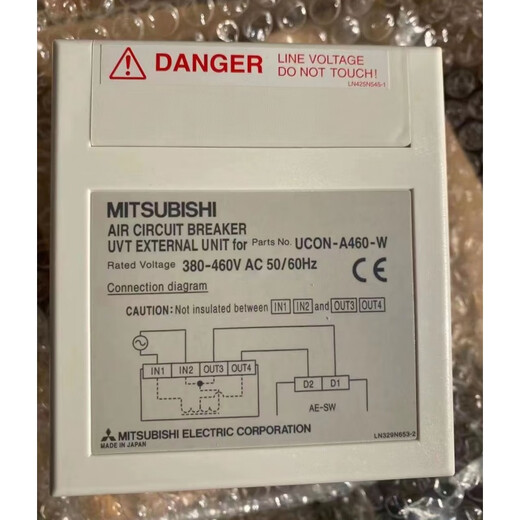 DANGER
LINE VOLTAGE
DO NOT TOUCH!
LN429N545-1
MITSUBISHI
AIR CIRCUIT BREAKER
UVT EXTERNAL UNIT for Parts No. UCON-A460-W
Rated Voltage 380-460V AC 50/60Hz
CE
Connection diagram
CAUTION: Not insulated between IN1 IN2 and OUT3 OUT4
IN1 IN2 OUT3 OUT4
D2 D1
AE-SW
MITSUBISHI ELECTRIC CORPORATION
MADE IN JAPAN
LN329N653-2